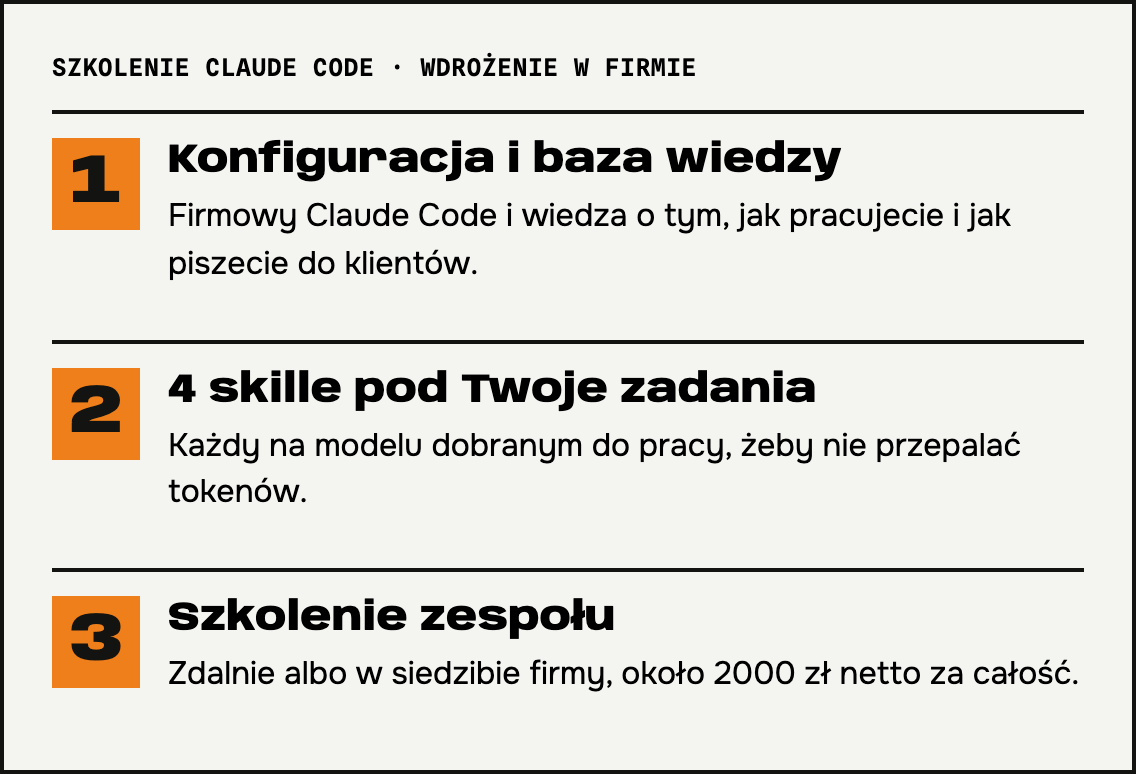 SZKOLENIE CLAUDE CODE · WDROŻENIE W FIRMIE
1
Konfiguracja i baza wiedzy
Firmowy Claude Code i wiedza o tym, jak pracujecie i jak
piszecie do klientów.
2
4 skille pod Twoje zadania
Każdy na modelu dobranym do pracy, żeby nie przepalać
tokenów.
3
Szkolenie zespołu
Zdalnie albo w siedzibie firmy, około 2000 zł netto za całość.